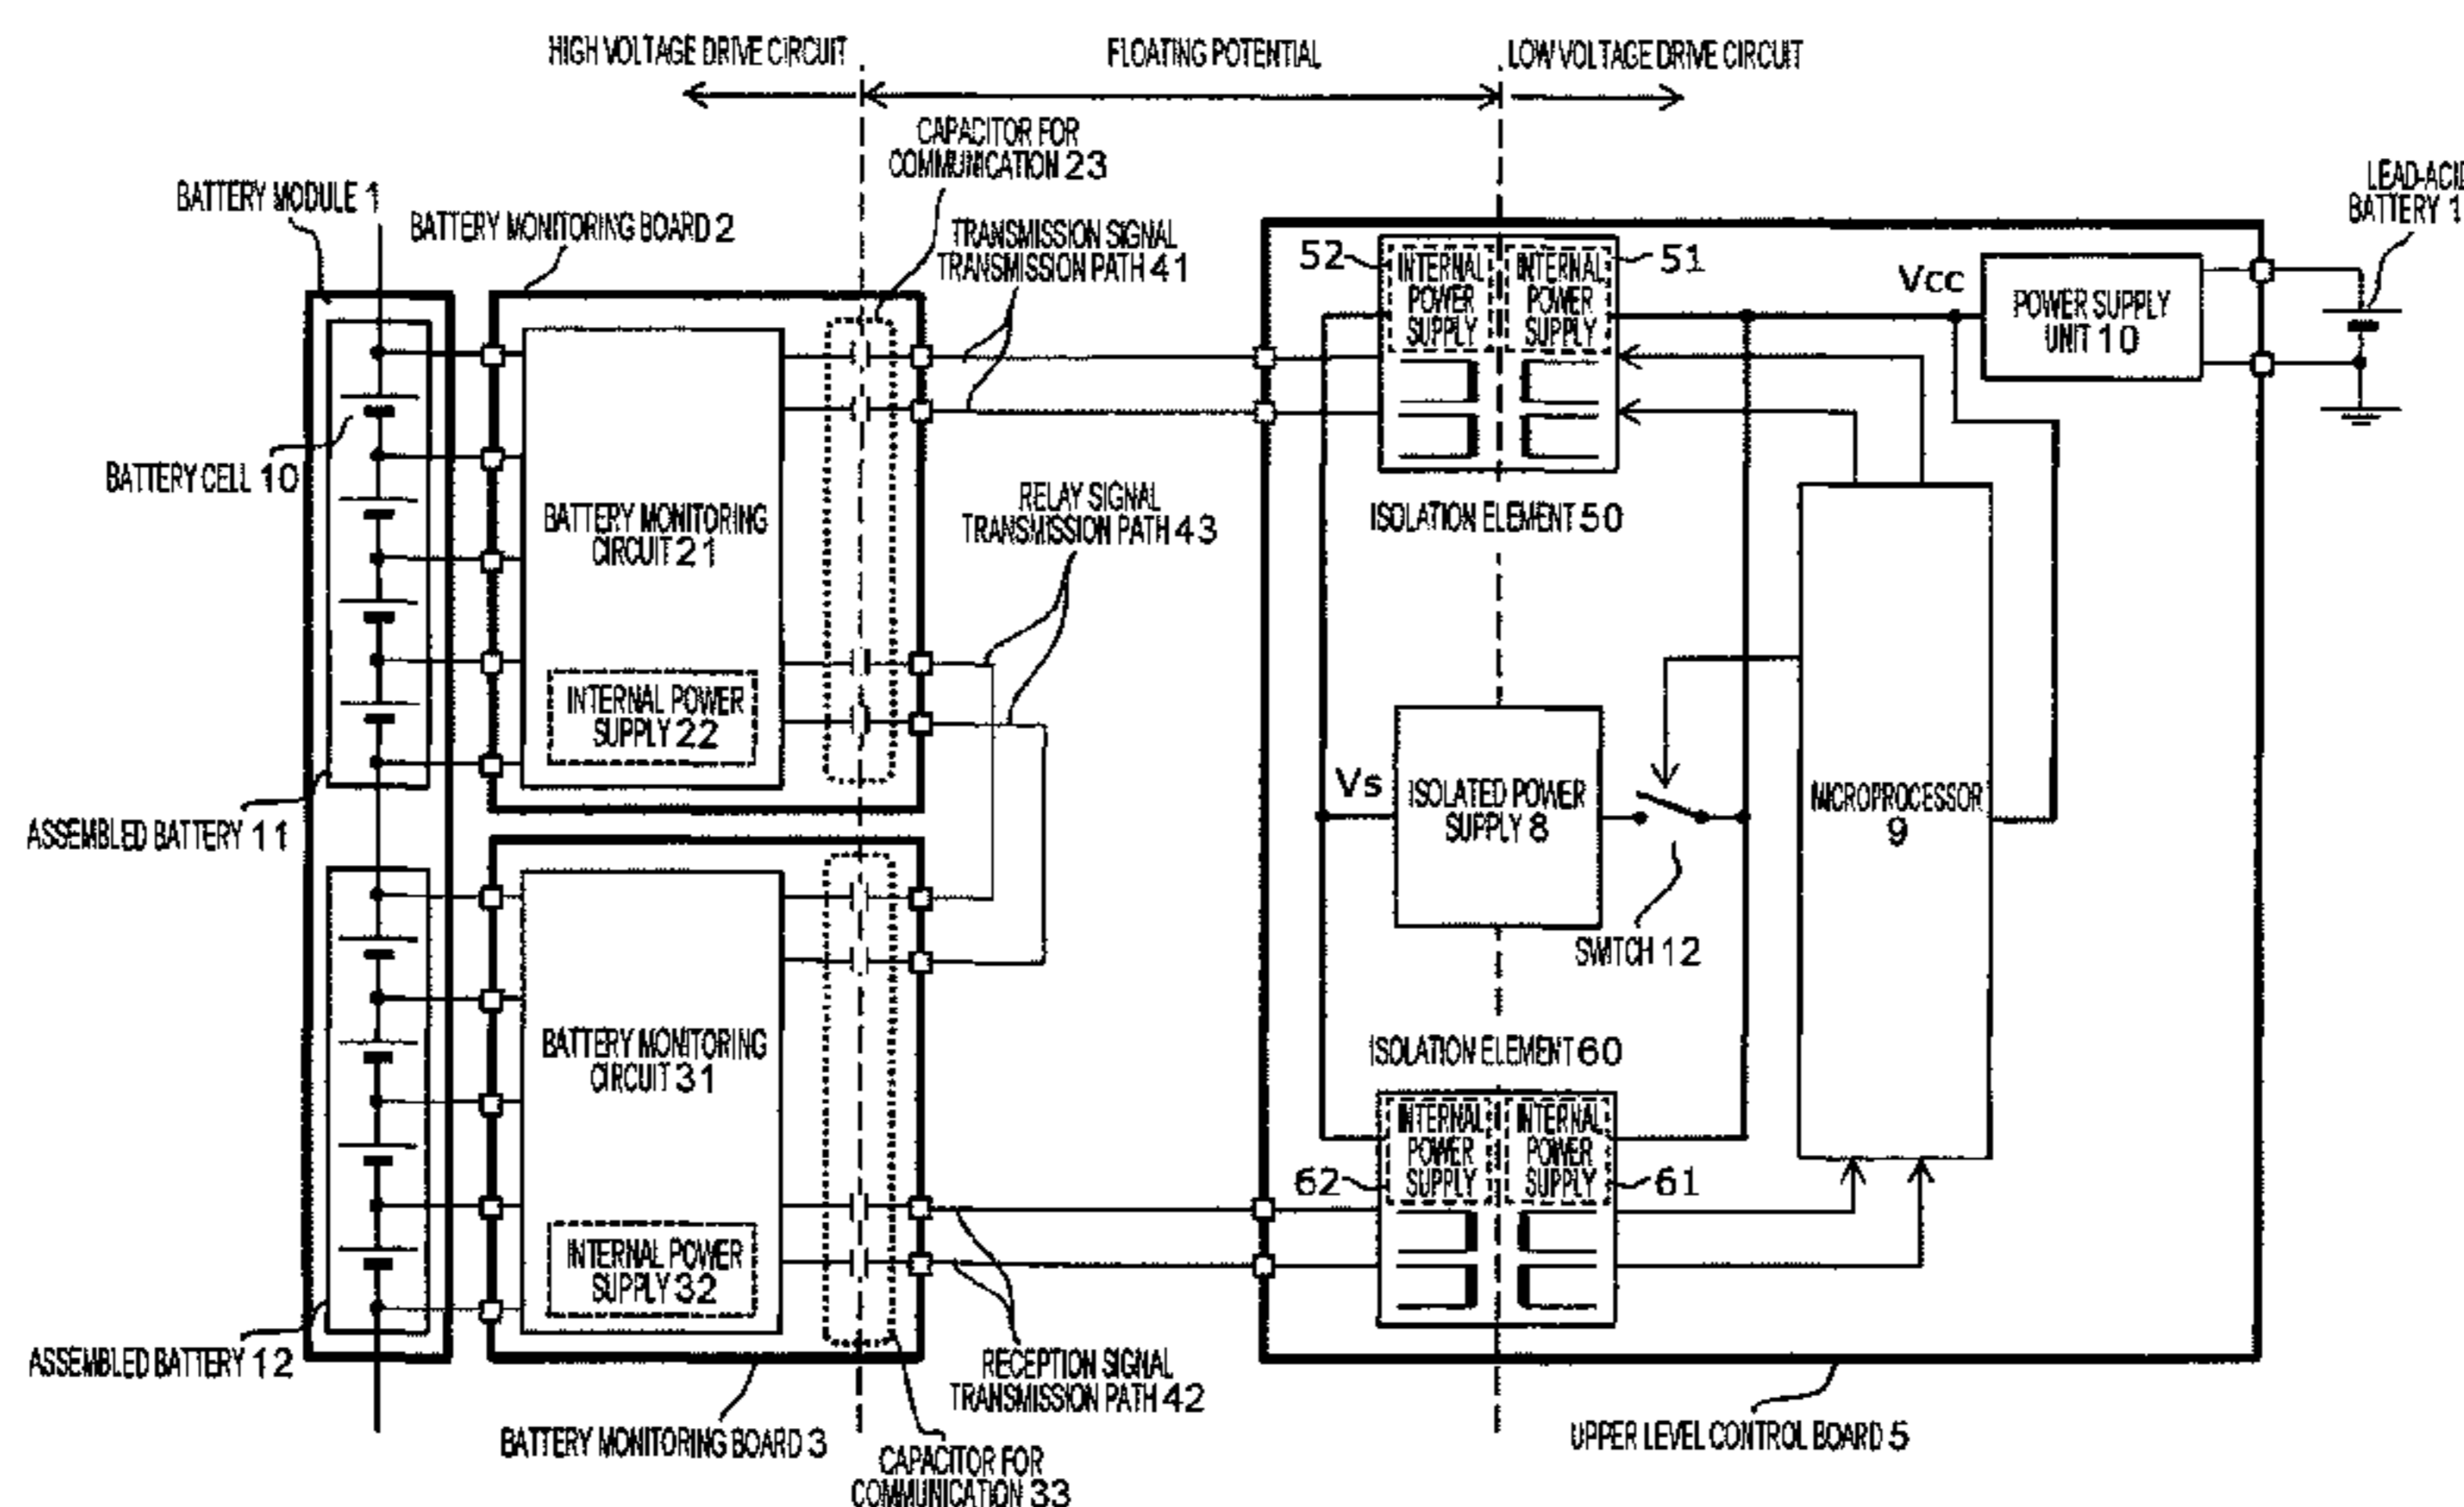 HIGH VOLTAGE DRIVE CIRCUIT
FLOATING POTENTIAL
LOW VOLTAGE DRIVE CIRCUIT
CAPACITOR FOR
COMMUNICATION 23
LEAD-ACID
BATTERY 1
BATTERY MODULE 1
BATTERY MONITORING BOARD 2
TRANSMISSION SIGNAL
TRANSMISSION PATH 41
52
INTERNAL
POWER
SUPPLY
INTERNAL
POWER
SUPPLY
51
Vcc
POWER SUPPLY
UNIT 10
BATTERY CELL 10
BATTERY MONITORING
CIRCUIT 21
RELAY SIGNAL
TRANSMISSION PATH 43
ISOLATION ELEMENT 50
INTERNAL POWER
SUPPLY 22
Vs
ISOLATED POWER
SUPPLY 8
MICROPROCESSOR
9
ASSEMBLED BATTERY 11
SWITCH 12
BATTERY MONITORING
CIRCUIT 31
ISOLATION ELEMENT 60
INTERNAL
POWER
SUPPLY
INTERNAL
POWER
SUPPLY
62
61
INTERNAL POWER
SUPPLY 32
ASSEMBLED BATTERY 12
RECEPTION SIGNAL
TRANSMISSION PATH 42
BATTERY MONITORING BOARD 3
CAPACITOR FOR
COMMUNICATION 33
UPPER LEVEL CONTROL BOARD 5